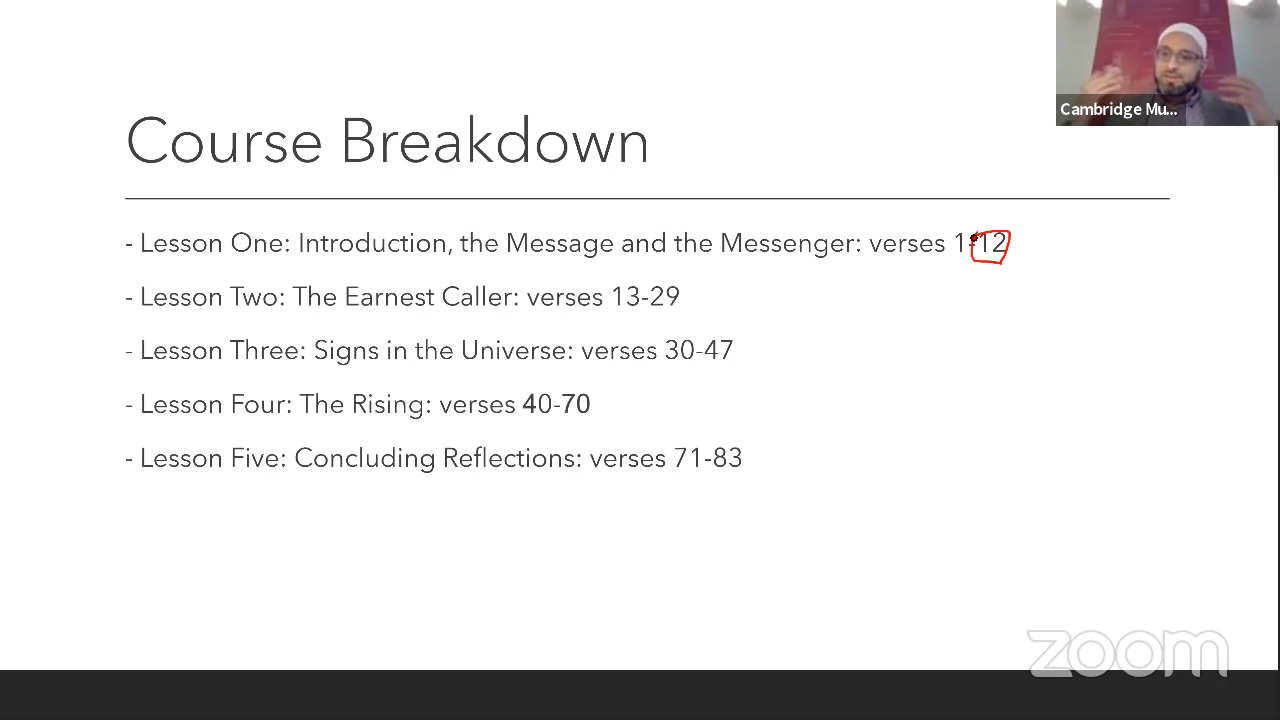 Cambridge Mu...
Course Breakdown
- Lesson One: Introduction, the Message and the Messenger: verses 1-12
- Lesson Two: The Earnest Caller: verses 13-29
- Lesson Three: Signs in the Universe: verses 30-47
- Lesson Four: The Rising: verses 40-70
- Lesson Five: Concluding Reflections: verses 71-83
zoom